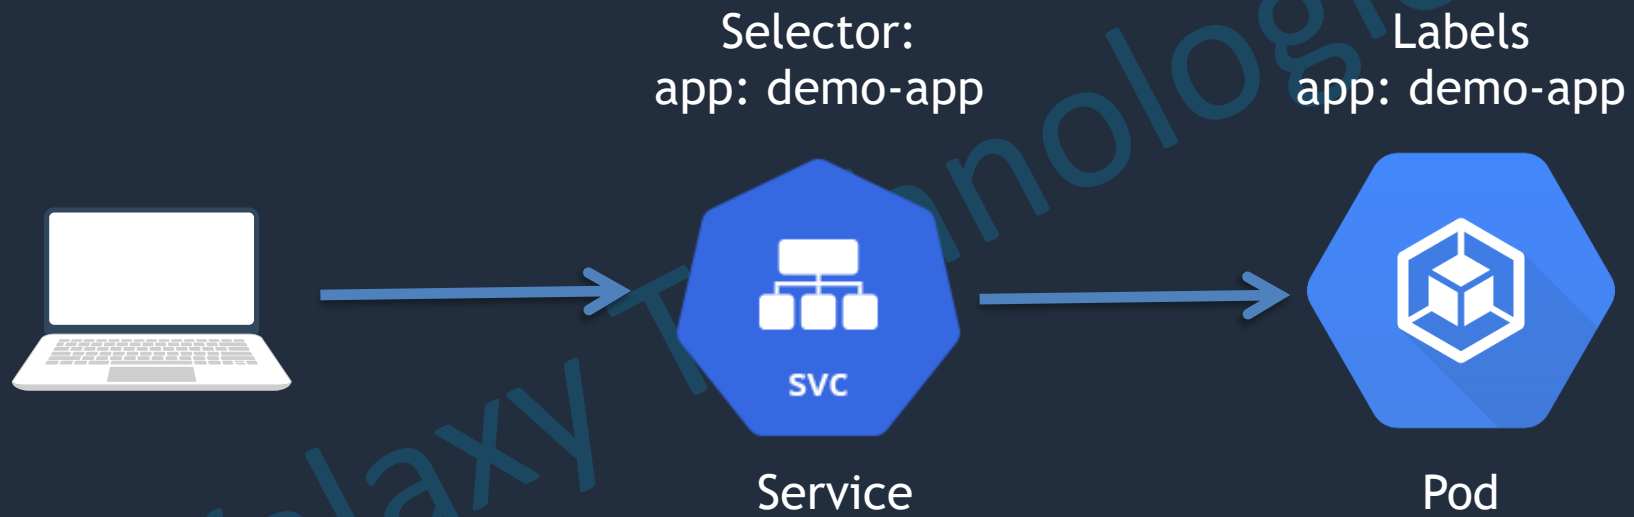 Selector:
app: demo-app
Labels
app: demo-app
svc
Service
Pod